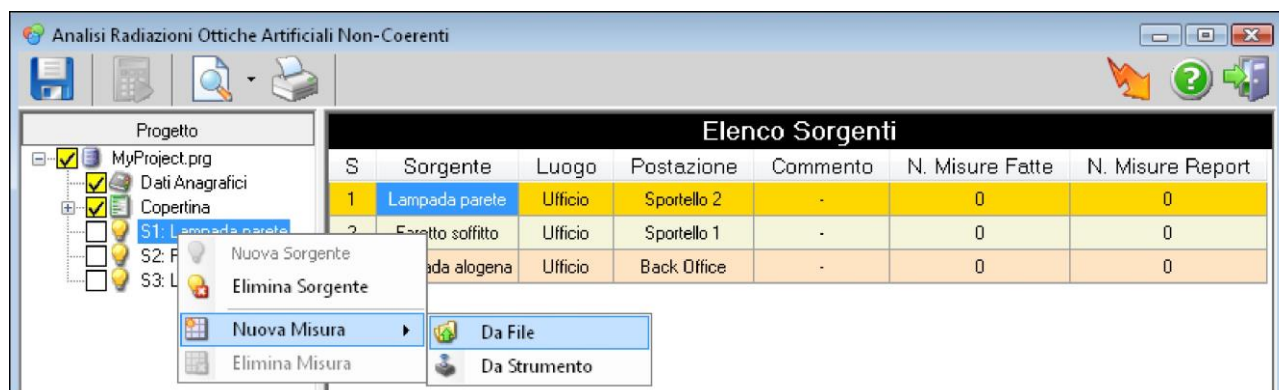 Analisi Radiazioni Ottiche Artificiali Non-Coerenti
Progetto
MyProject.prg
Dati Anagrafici
Copertina
S1: Lampada parete
S2: F
S3: L
Elenco Sorgenti
S Sorgente Luogo Postazione Commento N. Misure Fatte N. Misure Report
1 Lampada parete Ufficio Sportello 2 - 0 0
2 Faretto soffitto Ufficio Sportello 1 - 0 0
ada alogena Ufficio Back Office - 0 0
Nuova Sorgente
Elimina Sorgente
Nuova Misura
Elimina Misura
Da File
Da Strumento